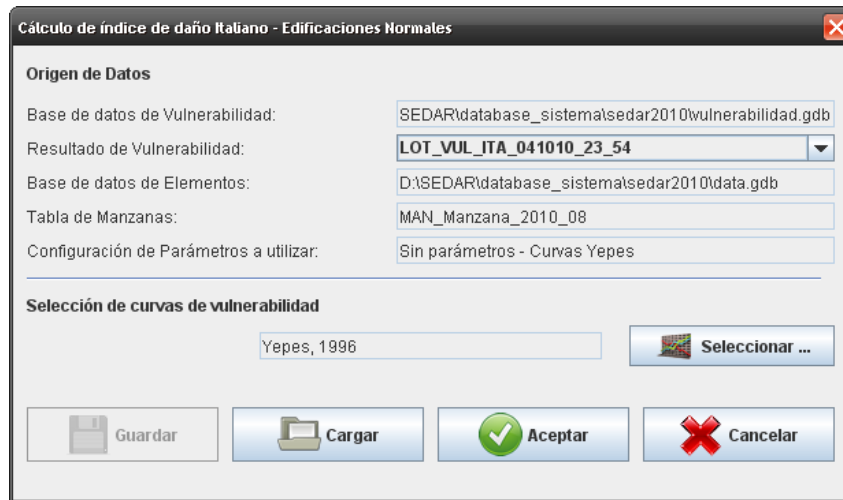 Cálculo de índice de daño Italiano - Edificaciones Normales
Origen de Datos
Base de datos de Vulnerabilidad: SEDAR\database_sistema\sedar2010\vulnerabilidad.gdb
Resultado de Vulnerabilidad: LOT_VUL_ITA_041010_23_54
Base de datos de Elementos: D:\SEDAR\database_sistema\sedar2010\data.gdb
Tabla de Manzanas: MAN_Manzana_2010_08
Configuración de Parámetros a utilizar: Sin parámetros - Curvas Yepes
Selección de curvas de vulnerabilidad
Yepes, 1996 Seleccionar ...
Guardar Cargar Aceptar Cancelar